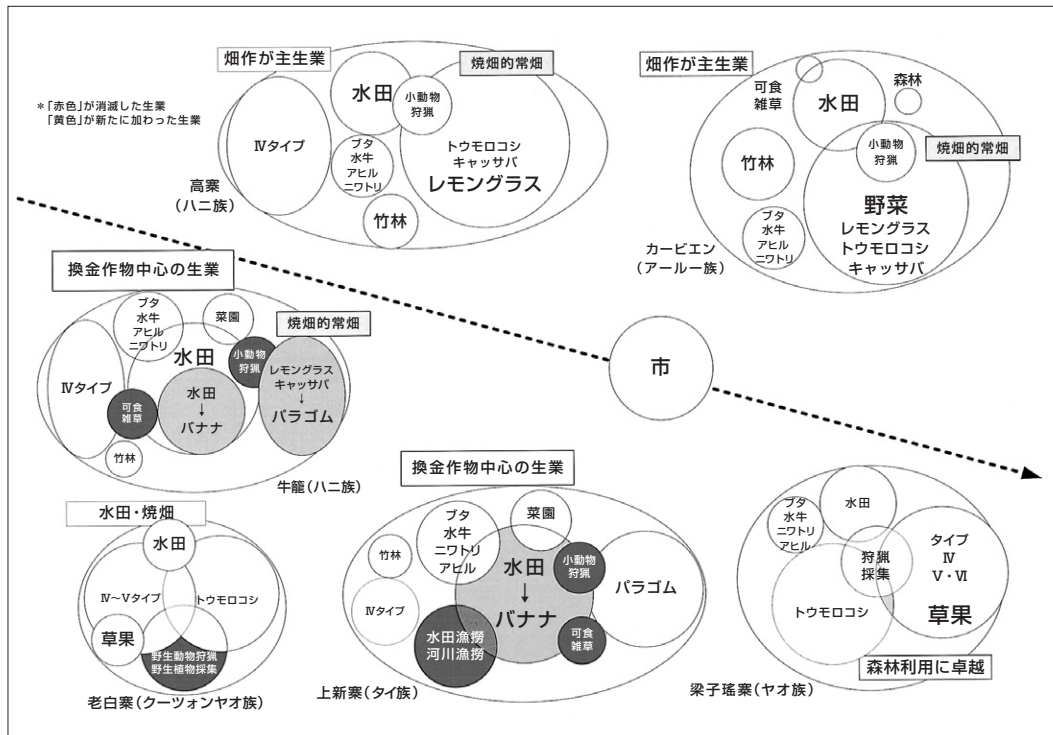 畑作が主生業
焼畑的常畑
*「赤色」が消滅した生業
「黄色」が新たに加わった生業
水田
小動物
狩猟
Ⅳタイプ
ブタ
水牛
アヒル
ニワトリ
トウモロコシ
キャッサバ
レモングラス
竹林
高寨
(ハニ族)
畑作が主生業
可食
雑草
森林
水田
小動物
狩猟
焼畑的常畑
竹林
野菜
レモングラス
トウモロコシ
キャッサバ
ブタ
水牛
アヒル
ニワトリ
カービエン
(アールー族)
換金作物中心の生業
ブタ
水牛
アヒル
ニワトリ
菜園
焼畑的常畑
水田
小動物
狩猟
Ⅳタイプ
レモングラス
キャッサバ
↓
パラゴム
水田
↓
バナナ
可食
雑草
竹林
牛籠(ハニ族)
市
水田・焼畑
水田
Ⅳ〜Ⅴタイプ
トウモロコシ
草果
野生動物狩猟
野生植物採集
老白寨(クーツォンヤオ族)
換金作物中心の生業
ブタ
水牛
ニワトリ
アヒル
菜園
竹林
水田
↓
バナナ
小動物
狩猟
パラゴム
Ⅳタイプ
水田漁撈
河川漁撈
可食
雑草
上新寨(タイ族)
水田
ブタ
水牛
ニワトリ
アヒル
狩猟
採集
タイプ
Ⅳ
Ⅴ・Ⅵ
トウモロコシ
草果
森林利用に卓越
梁子瑤寨(ヤオ族)